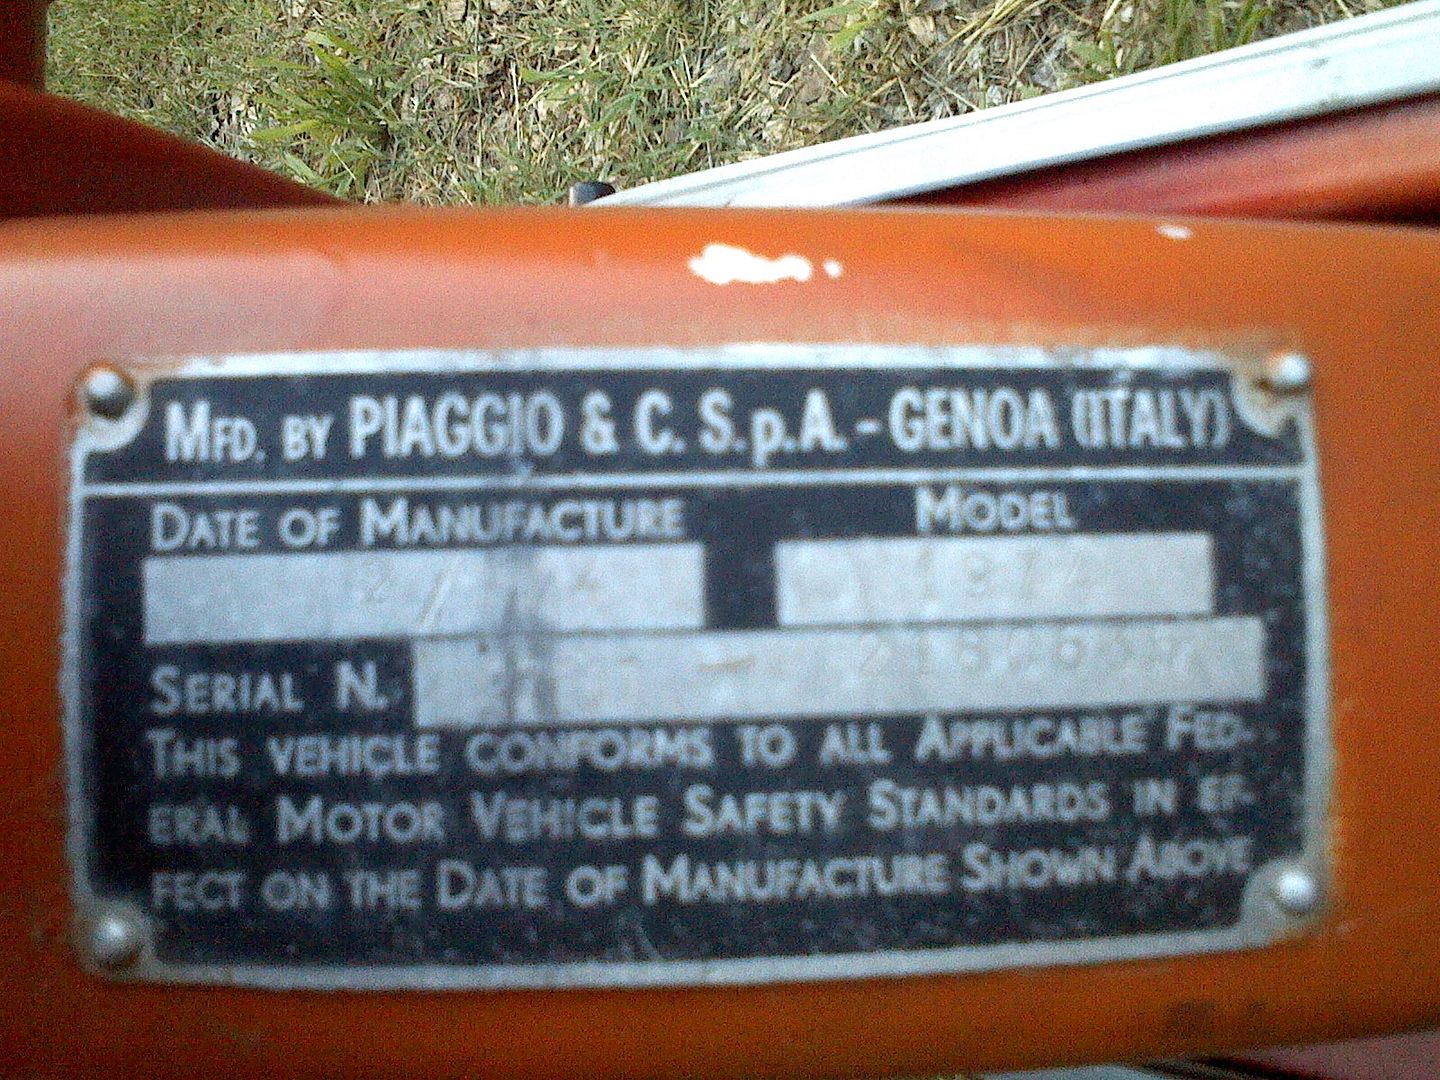 MFD. BY PIAGGIO & C. S.p.A. - GENOA (ITALY)
DATE OF MANUFACTURE MODEL
1974
SERIAL N.
THIS VEHICLE CONFORMS TO ALL APPLICABLE FED-
ERAL MOTOR VEHICLE SAFETY STANDARDS IN EF-
FECT ON THE DATE OF MANUFACTURE SHOWN ABOVE